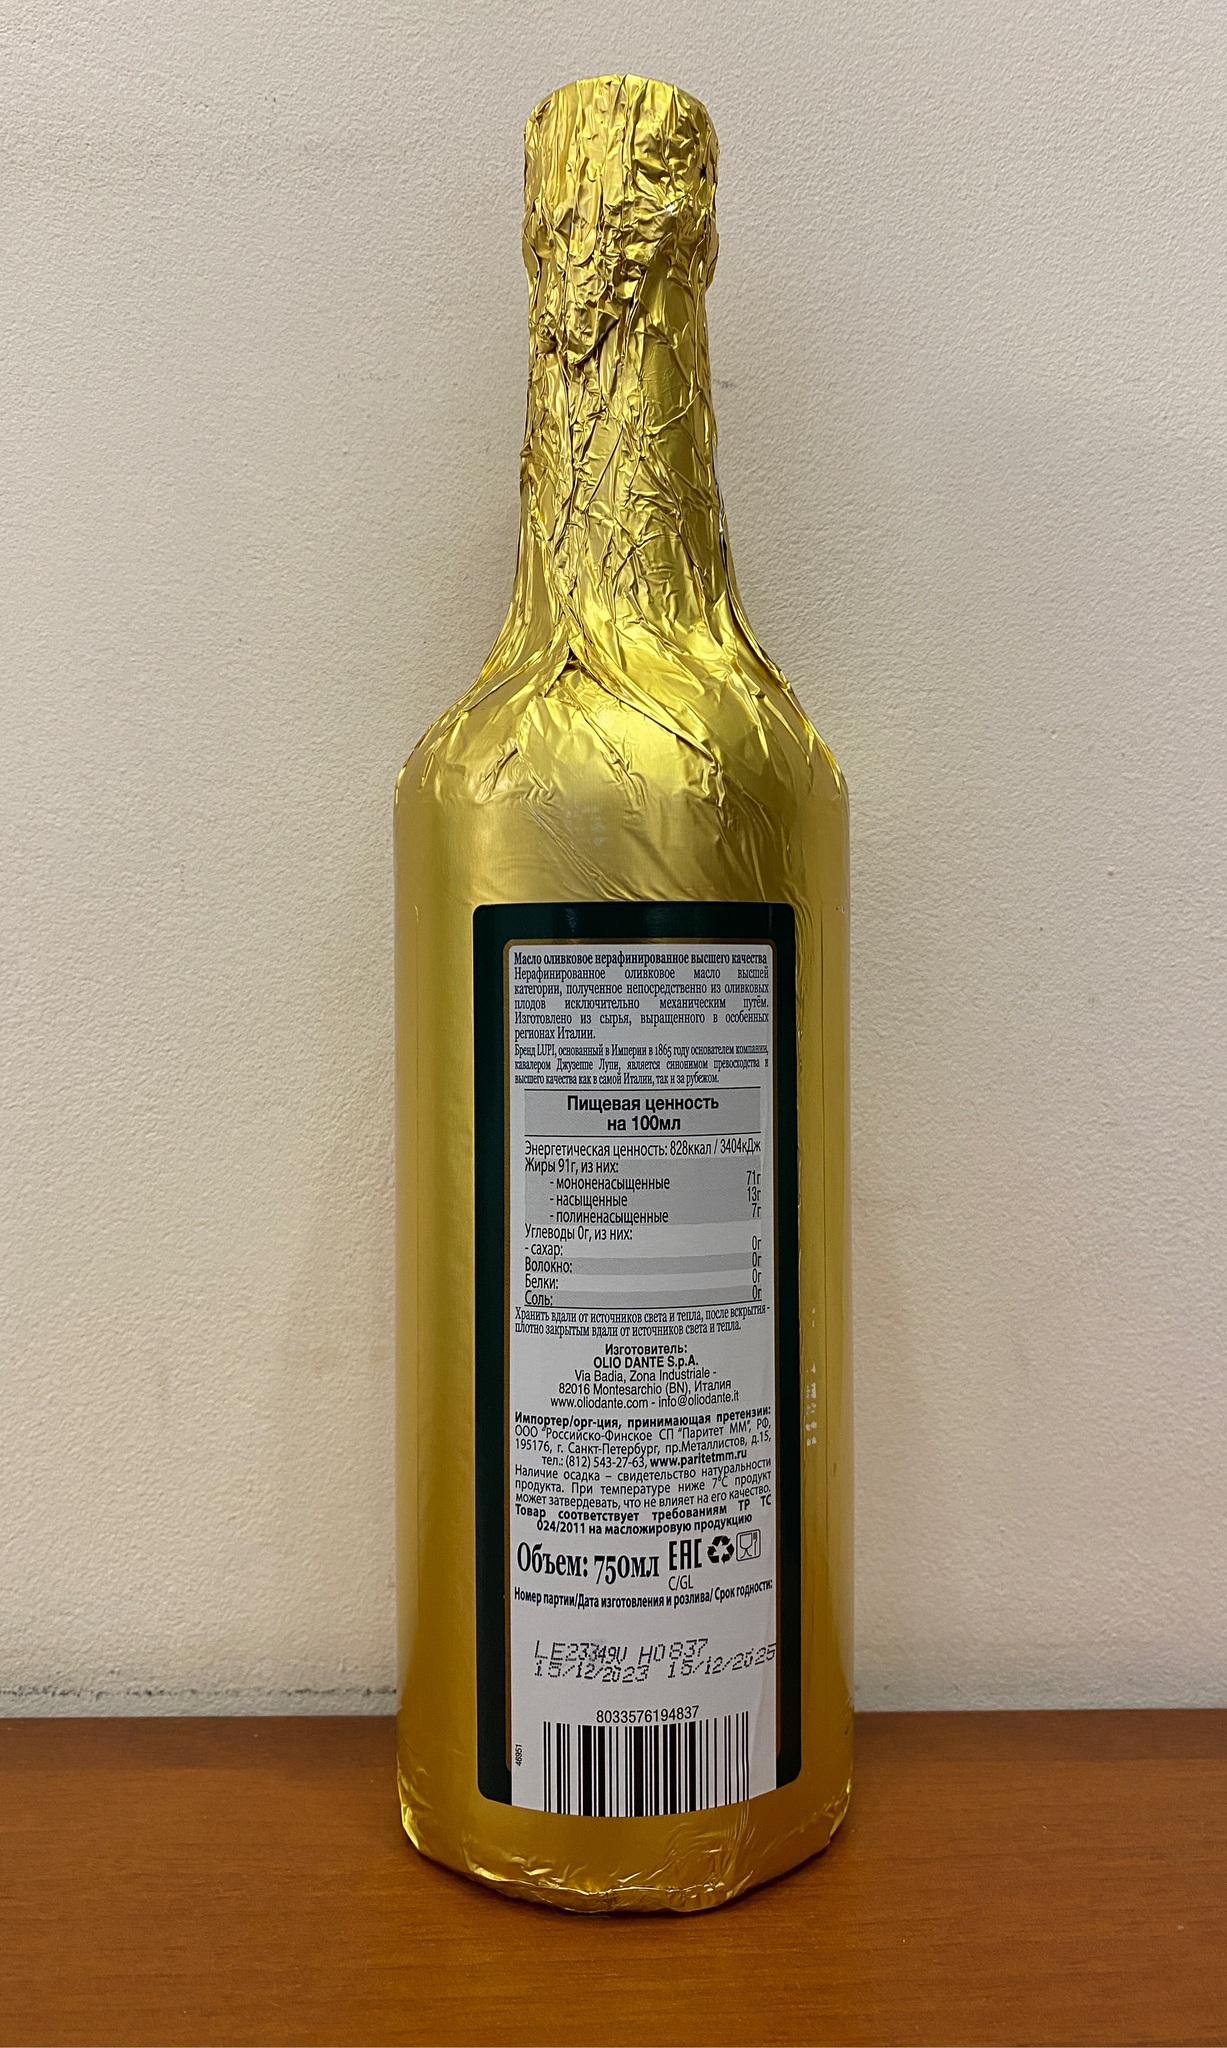 Масло оливковое нерафинированное высшего качества
Нерафинированное оливковое масло высшей
категории, полученное непосредственно из оливковых
плодов исключительно механическим путём.
Изготовлено из сырья, выращенного в особенных
регионах Италии.
Бренд LUPI, основанный в Империи в 1865 году основателем компании,
кавалером Джузеппе Лупи, является синонимом превосходства и
высшего качества как в самой Италии, так и за рубежом.
Пищевая ценность
на 100мл
Энергетическая ценность: 828ккал / 3404кДж
Жиры 91г, из них:
- мононенасыщенные 71г
- насыщенные 13г
- полиненасыщенные 7г
Углеводы 0г, из них:
- сахар: 0г
Волокно: 0г
Белки: 0г
Соль: 0г
Хранить вдали от источников света и тепла, после вскрытия -
плотно закрытым вдали от источников света и тепла.
Изготовитель:
OLIO DANTE S.p.A.
Via Badia, Zona Industriale -
82016 Montesarchio (BN), Италия
www.oliodante.com - info@oliodante.it
Импортер/орг-ция, принимающая претензии:
ООО "Российско-Финское СП "Паритет ММ", РФ,
195176, г. Санкт-Петербург, пр.Металлистов, д.15,
тел.: (812) 543-27-63, www.paritetmm.ru
Наличие осадка – свидетельство натуральности
продукта. При температуре ниже 7°С продукт
может затвердевать, что не влияет на его качество.
Товар соответствует требованиям ТР ТС
024/2011 на масложировую продукцию
Объем: 750мл EAC
C/GL
Номер партии/Дата изготовления и розлива/ Срок годности:
LE23349U H0837
15/12/2023 15/12/2025
8033576194837
46951